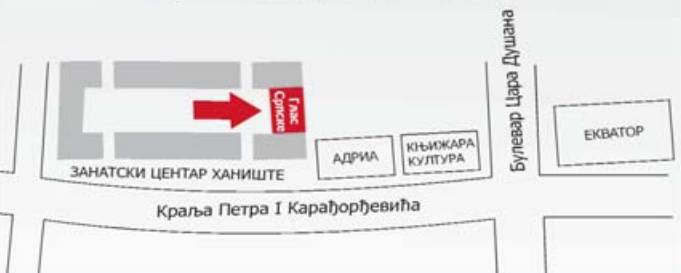 Глас
Српске
ЗАНАТСКИ ЦЕНТАР ХАНИШТЕ
АДРИА
КЊИЖАРА
КУЛТУРА
Булевар Цара Душана
ЕКВАТОР
Краља Петра I Карађорђевића